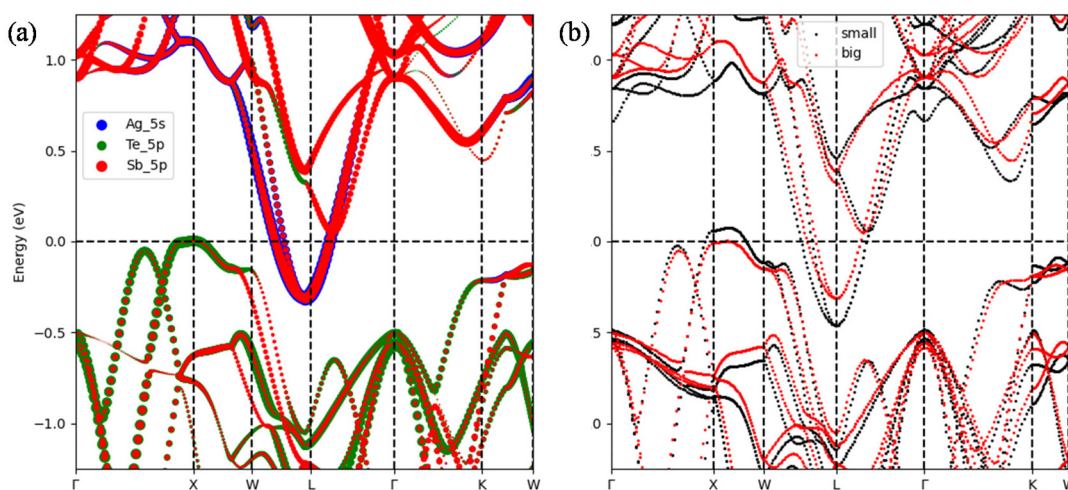 (a)
Energy (eV)
1.0
0.5
0.0
−0.5
−1.0
Ag_5s
Te_5p
Sb_5p
Γ X W L Γ K W
(b)
0
5
0
5
0
small
big
Γ X W L Γ K W